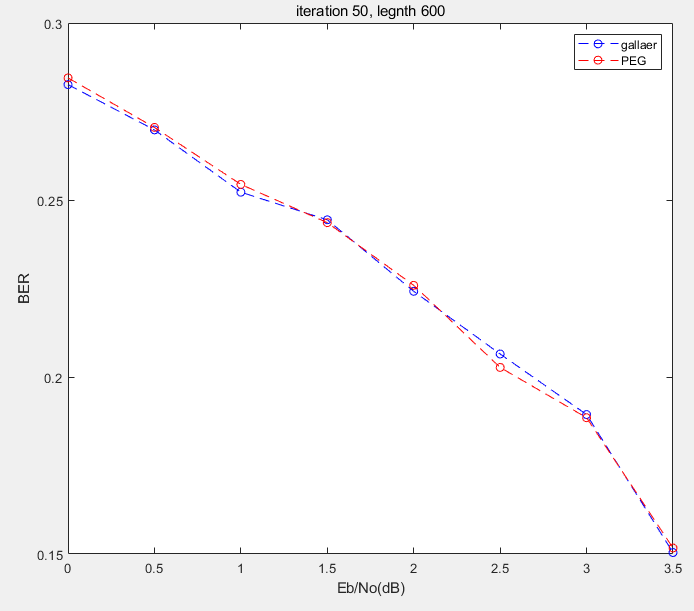 iteration 50, legnth 600
gallaer
PEG
0.3
0.25
0.2
0.15
BER
0 0.5 1 1.5 2 2.5 3 3.5
Eb/No(dB)